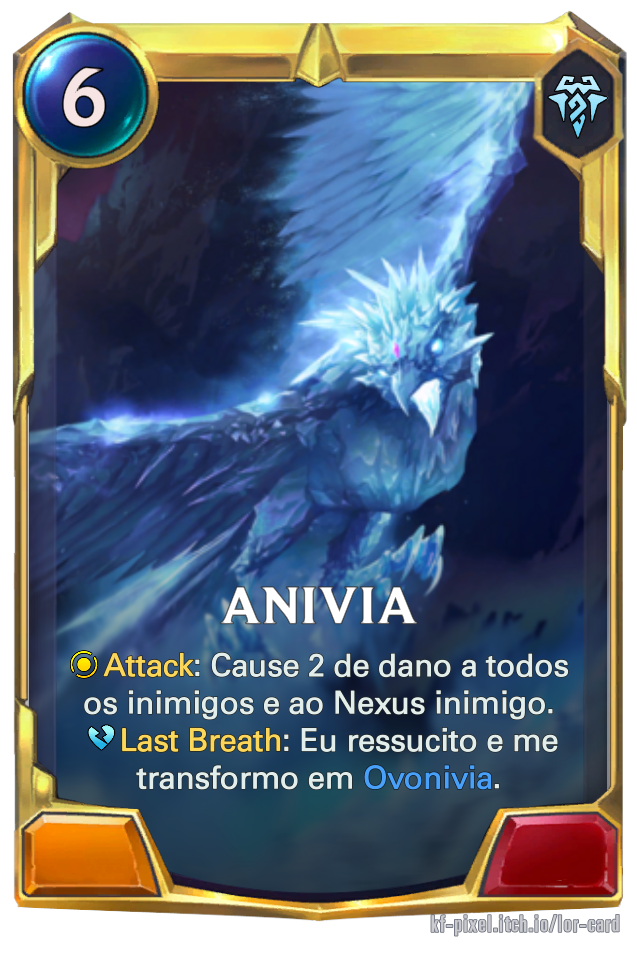 6
ANIVIA
Attack: Cause 2 de dano a todos
os inimigos e ao Nexus inimigo.
Last Breath: Eu ressucito e me
transformo em Ovonivia.
kf-pixel.itch.io/lor-card